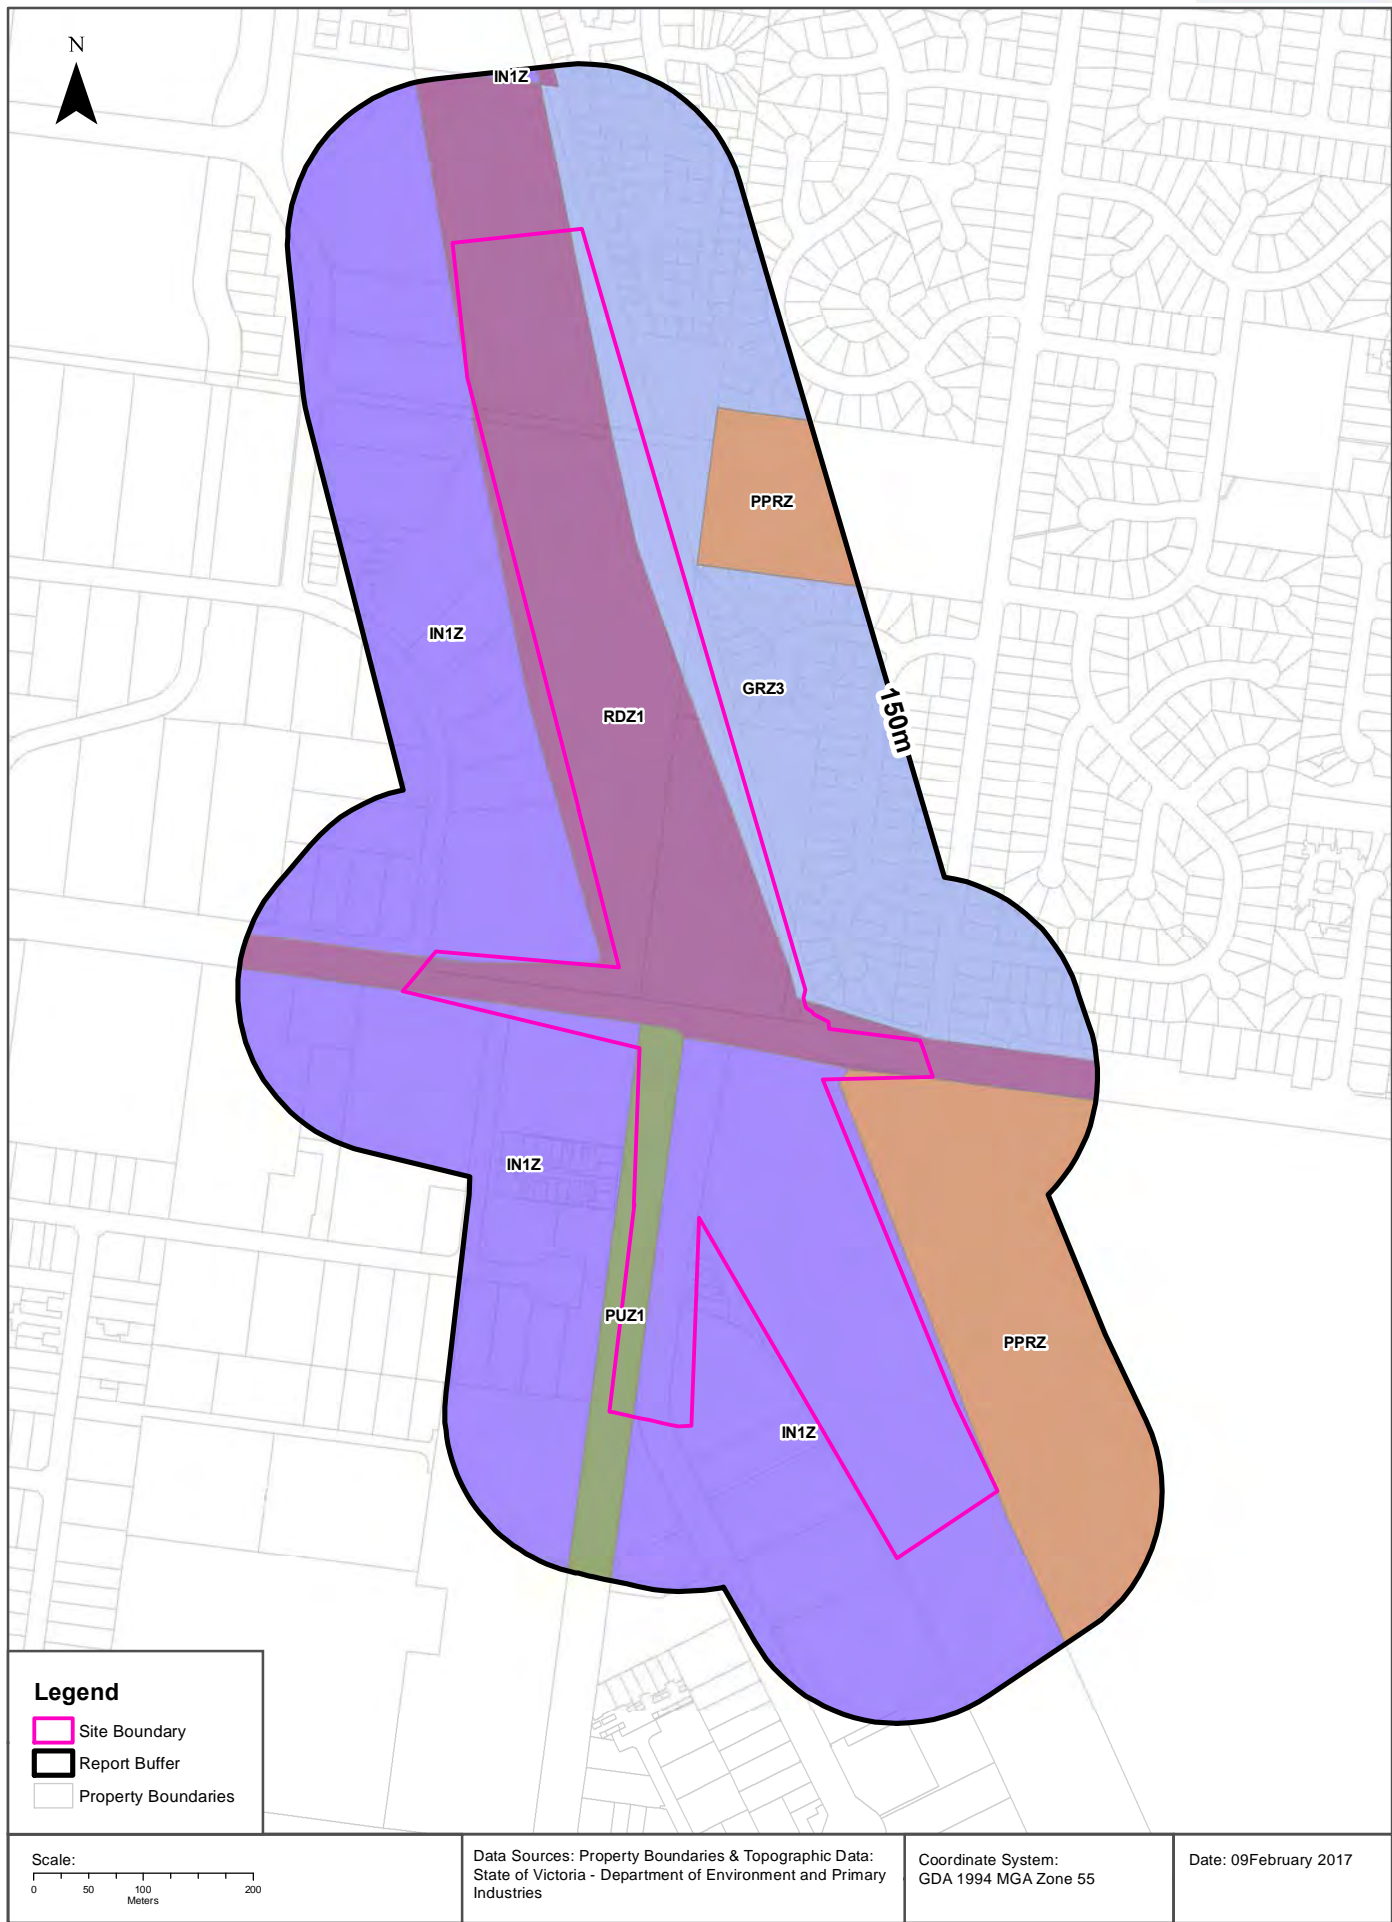 N
IN1Z
PPRZ
IN1Z
GRZ3
150m
RDZ1
IN1Z
PUZ1
PPRZ
IN1Z
Legend
Site Boundary
Report Buffer
Property Boundaries
Scale:
0 50 100 200
Meters
Data Sources: Property Boundaries & Topographic Data:
State of Victoria - Department of Environment and Primary
Industries
Coordinate System:
GDA 1994 MGA Zone 55
Date: 09February 2017